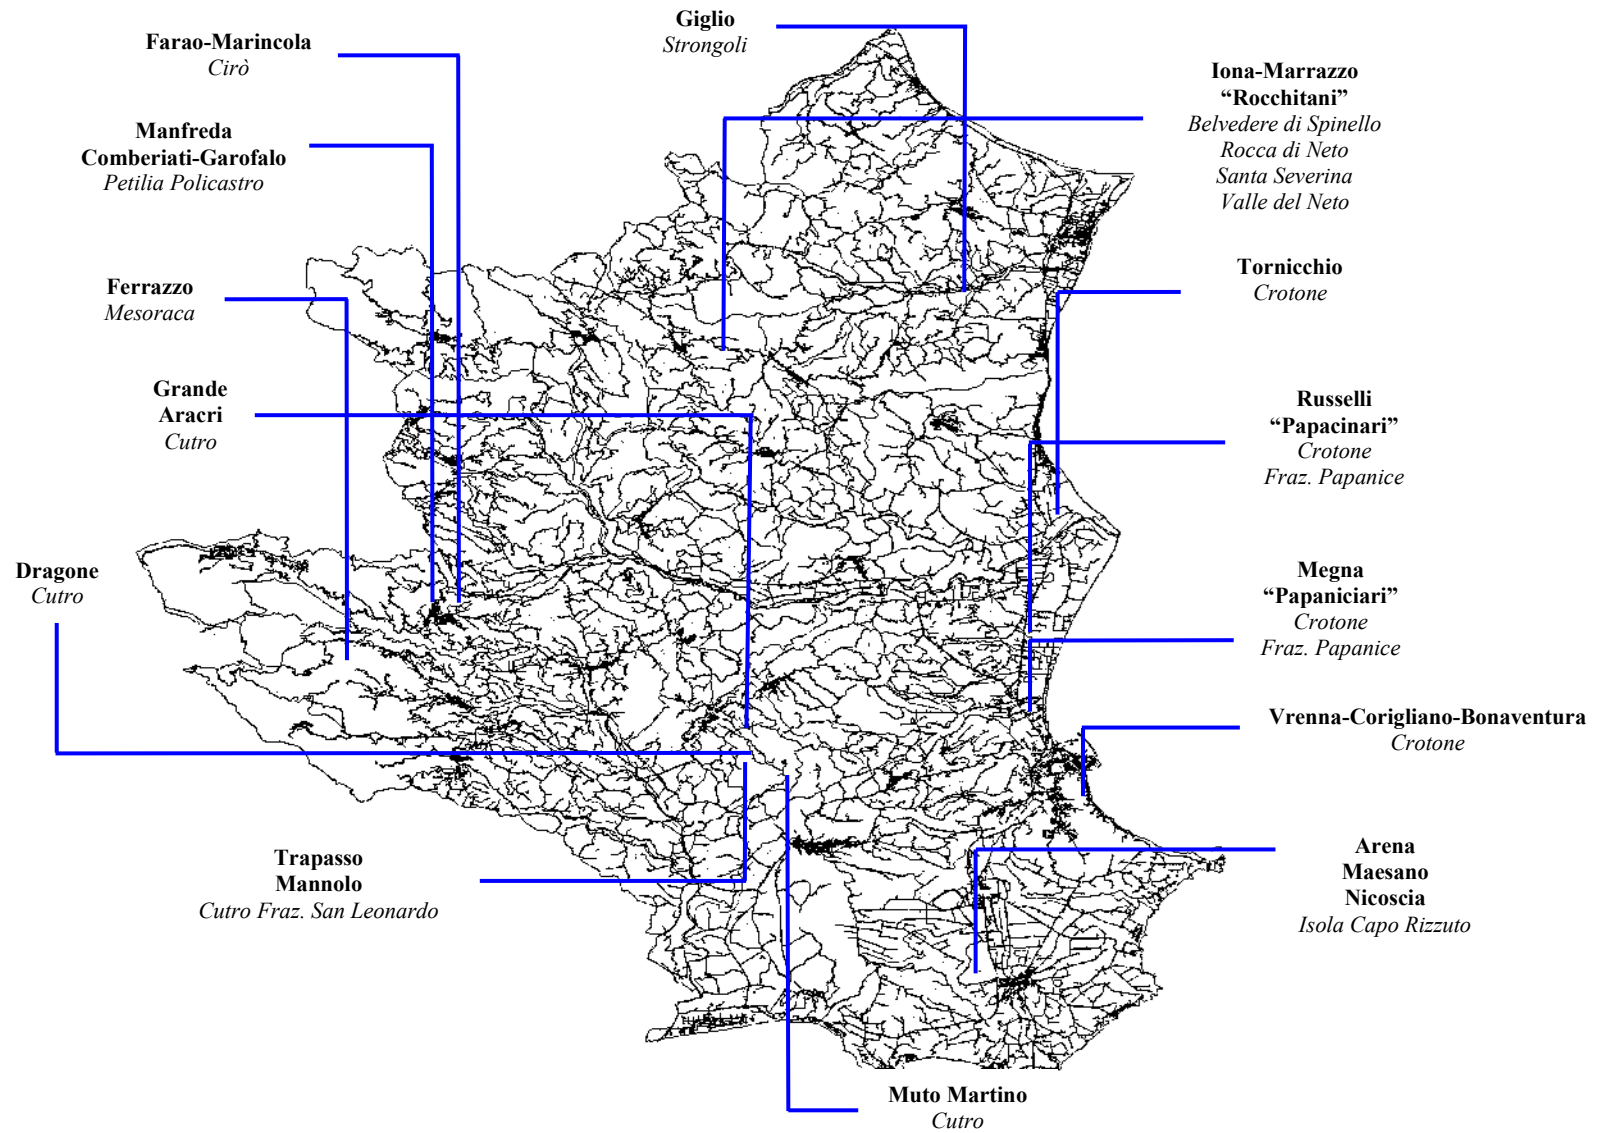 Giglio
Strongoli
Farao-Marincola
Cirò
Iona-Marrazzo
“Rocchitani”
Belvedere di Spinello
Rocca di Neto
Santa Severina
Valle del Neto
Manfreda
Comberiati-Garofalo
Petilia Policastro
Tornicchio
Crotone
Ferrazzo
Mesoraca
Grande
Aracri
Cutro
Russelli
“Papacinari”
Crotone
Fraz. Papanice
Dragone
Cutro
Megna
“Papaniciari”
Crotone
Fraz. Papanice
Vrenna-Corigliano-Bonaventura
Crotone
Trapasso
Mannolo
Cutro Fraz. San Leonardo
Arena
Maesano
Nicoscia
Isola Capo Rizzuto
Muto Martino
Cutro